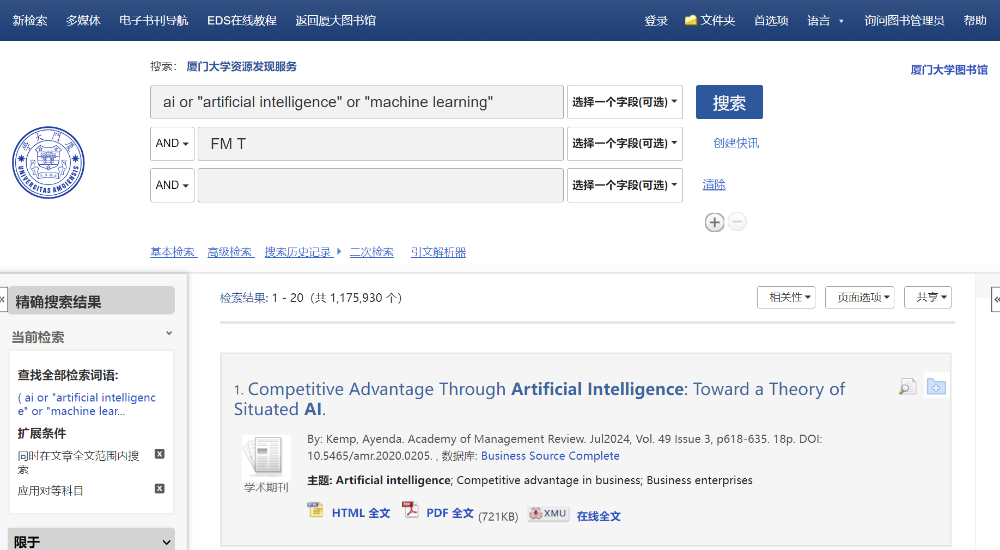 新检索 多媒体 电子书刊导航 EDS在线教程 返回厦大图书馆 登录 文件夹 首选项 语言 询问图书管理员 帮助
搜索： 厦门大学资源发现服务
厦门大学图书馆
ai or "artificial intelligence" or "machine learning" 选择一个字段(可选) 搜索
AND FM T 选择一个字段(可选) 创建快讯
AND 选择一个字段(可选) 清除
UNIVERSITAS AMOIENSIS
基本检索 高级检索 搜索历史记录 二次检索 引文解析器
精确搜索结果
当前检索
查找全部检索词语:
( ai or "artificial intelligenc
e" or "machine lear...
扩展条件
同时在文章全文范围内搜
索
应用对等科目
限于
检索结果: 1 - 20（共 1,175,930 个） 相关性 页面选项 共享
1. Competitive Advantage Through Artificial Intelligence: Toward a Theory of
Situated AI.
学术期刊
By: Kemp, Ayenda. Academy of Management Review. Jul2024, Vol. 49 Issue 3, p618-635. 18p. DOI:
10.5465/amr.2020.0205. , 数据库: Business Source Complete
主题: Artificial intelligence; Competitive advantage in business; Business enterprises
HTML 全文 PDF 全文 (721KB) XMU 在线全文